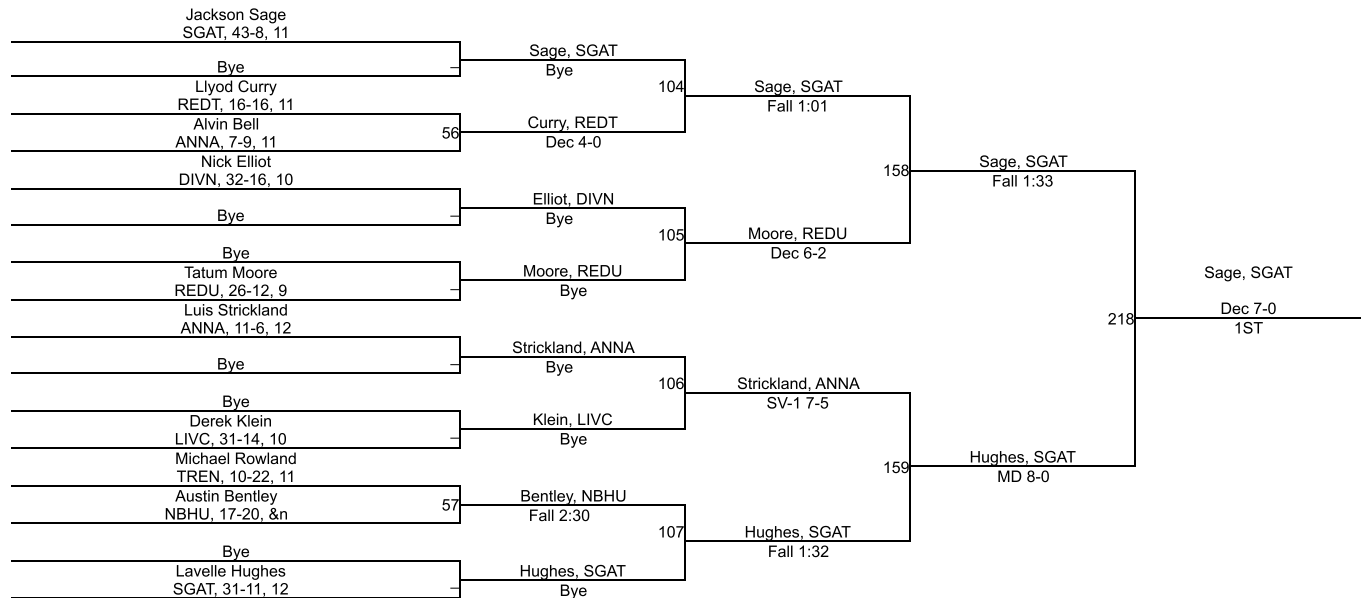 Jackson Sage
SGAT, 43-8, 11
Bye
Llyod Curry
REDT, 16-16, 11
Alvin Bell
ANNA, 7-9, 11
Nick Elliot
DIVN, 32-16, 10
Bye
Bye
Tatum Moore
REDU, 26-12, 9
Luis Strickland
ANNA, 11-6, 12
Bye
Bye
Derek Klein
LIVC, 31-14, 10
Michael Rowland
TREN, 10-22, 11
Austin Bentley
NBHU, 17-20, &n
Bye
Lavelle Hughes
SGAT, 31-11, 12
56
57
Sage, SGAT
Bye
Curry, REDT
Dec 4-0
Elliot, DIVN
Bye
Moore, REDU
Bye
Strickland, ANNA
Bye
Klein, LIVC
Bye
Bentley, NBHU
Fall 2:30
Hughes, SGAT
Bye
104
105
106
107
Sage, SGAT
Fall 1:01
Moore, REDU
Dec 6-2
Strickland, ANNA
SV-1 7-5
Hughes, SGAT
Fall 1:32
158
159
Sage, SGAT
Fall 1:33
Hughes, SGAT
MD 8-0
218
Sage, SGAT
Dec 7-0
1ST